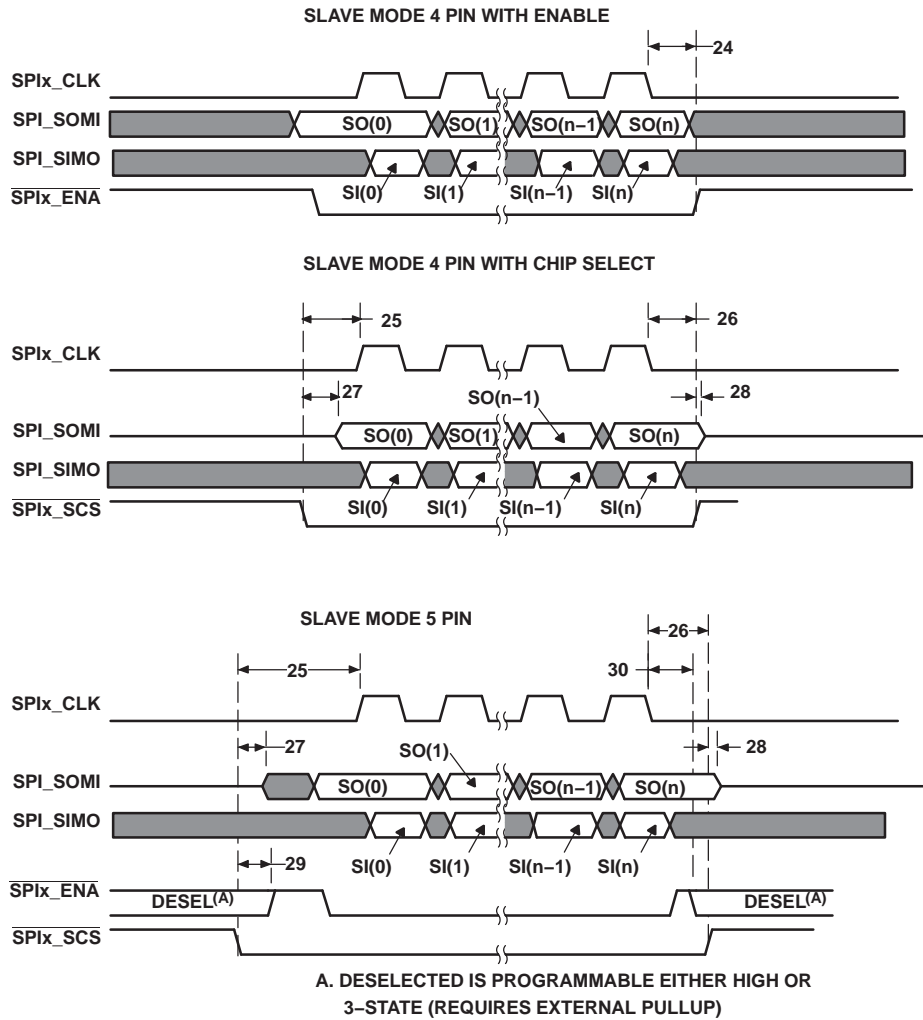 SLAVE MODE 4 PIN WITH ENABLE
24
SPIx_CLK
SPI_SOMI
SO(0) SO(1) SO(n−1) SO(n)
SPI_SIMO
SI(0) SI(1) SI(n−1) SI(n)
SPIx_ENA
SLAVE MODE 4 PIN WITH CHIP SELECT
25 26
SPIx_CLK
27 SO(n−1) 28
SPI_SOMI
SO(0) SO(1) SO(n)
SPI_SIMO
SI(0) SI(1) SI(n−1) SI(n)
SPIx_SCS
SLAVE MODE 5 PIN
26
25 30
SPIx_CLK
27 SO(1) 28
SPI_SOMI
SO(0) SO(n−1) SO(n)
SPI_SIMO
29 SI(0) SI(1) SI(n−1) SI(n)
SPIx_ENA
DESEL(A) DESEL(A)
SPIx_SCS
A. DESELECTED IS PROGRAMMABLE EITHER HIGH OR
3−STATE (REQUIRES EXTERNAL PULLUP)